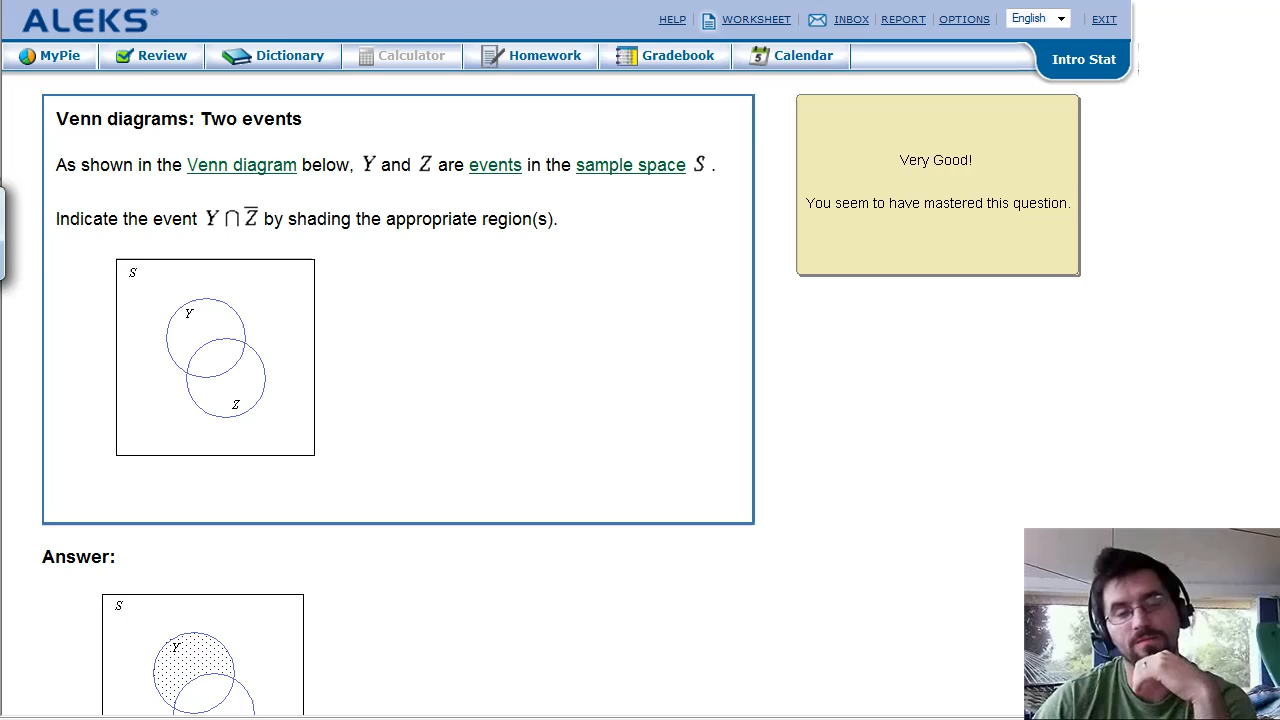 ALEKS®
HELP WORKSHEET INBOX REPORT OPTIONS English EXIT
MyPie Review Dictionary Calculator Homework Gradebook 5 Calendar Intro Stat
Venn diagrams: Two events
As shown in the Venn diagram below, Y and Z are events in the sample space S .
Indicate the event Y ∩ Z̅ by shading the appropriate region(s).
S
Y
Z
Very Good!
You seem to have mastered this question.
Answer:
S
Y